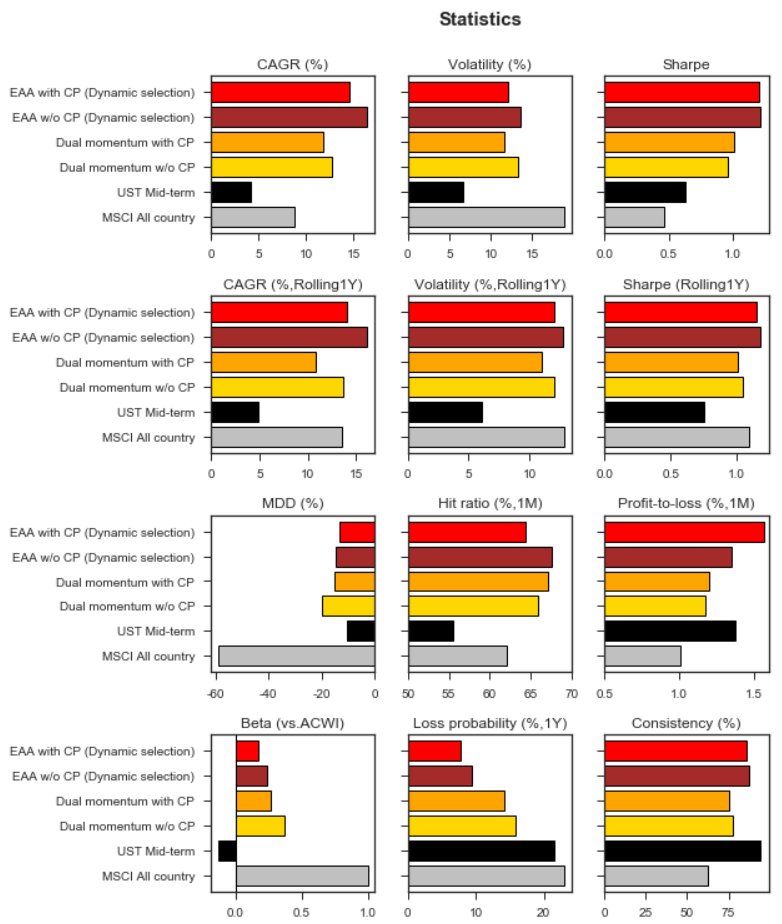 Statistics
CAGR (%) Volatility (%) Sharpe
EAA with CP (Dynamic selection)
EAA w/o CP (Dynamic selection)
Dual momentum with CP
Dual momentum w/o CP
UST Mid-term
MSCI All country
0 5 10 15 0 5 10 15 0.0 0.5 1.0
CAGR (%,Rolling1Y) Volatility (%,Rolling1Y) Sharpe (Rolling1Y)
EAA with CP (Dynamic selection)
EAA w/o CP (Dynamic selection)
Dual momentum with CP
Dual momentum w/o CP
UST Mid-term
MSCI All country
0 5 10 15 0 5 10 0.0 0.5 1.0
MDD (%) Hit ratio (%,1M) Profit-to-loss (%,1M)
EAA with CP (Dynamic selection)
EAA w/o CP (Dynamic selection)
Dual momentum with CP
Dual momentum w/o CP
UST Mid-term
MSCI All country
-60 -40 -20 0 50 55 60 65 70 0.5 1.0 1.5
Beta (vs.ACWI) Loss probability (%,1Y) Consistency (%)
EAA with CP (Dynamic selection)
EAA w/o CP (Dynamic selection)
Dual momentum with CP
Dual momentum w/o CP
UST Mid-term
MSCI All country
0.0 0.5 1.0 0 10 20 0 25 50 75